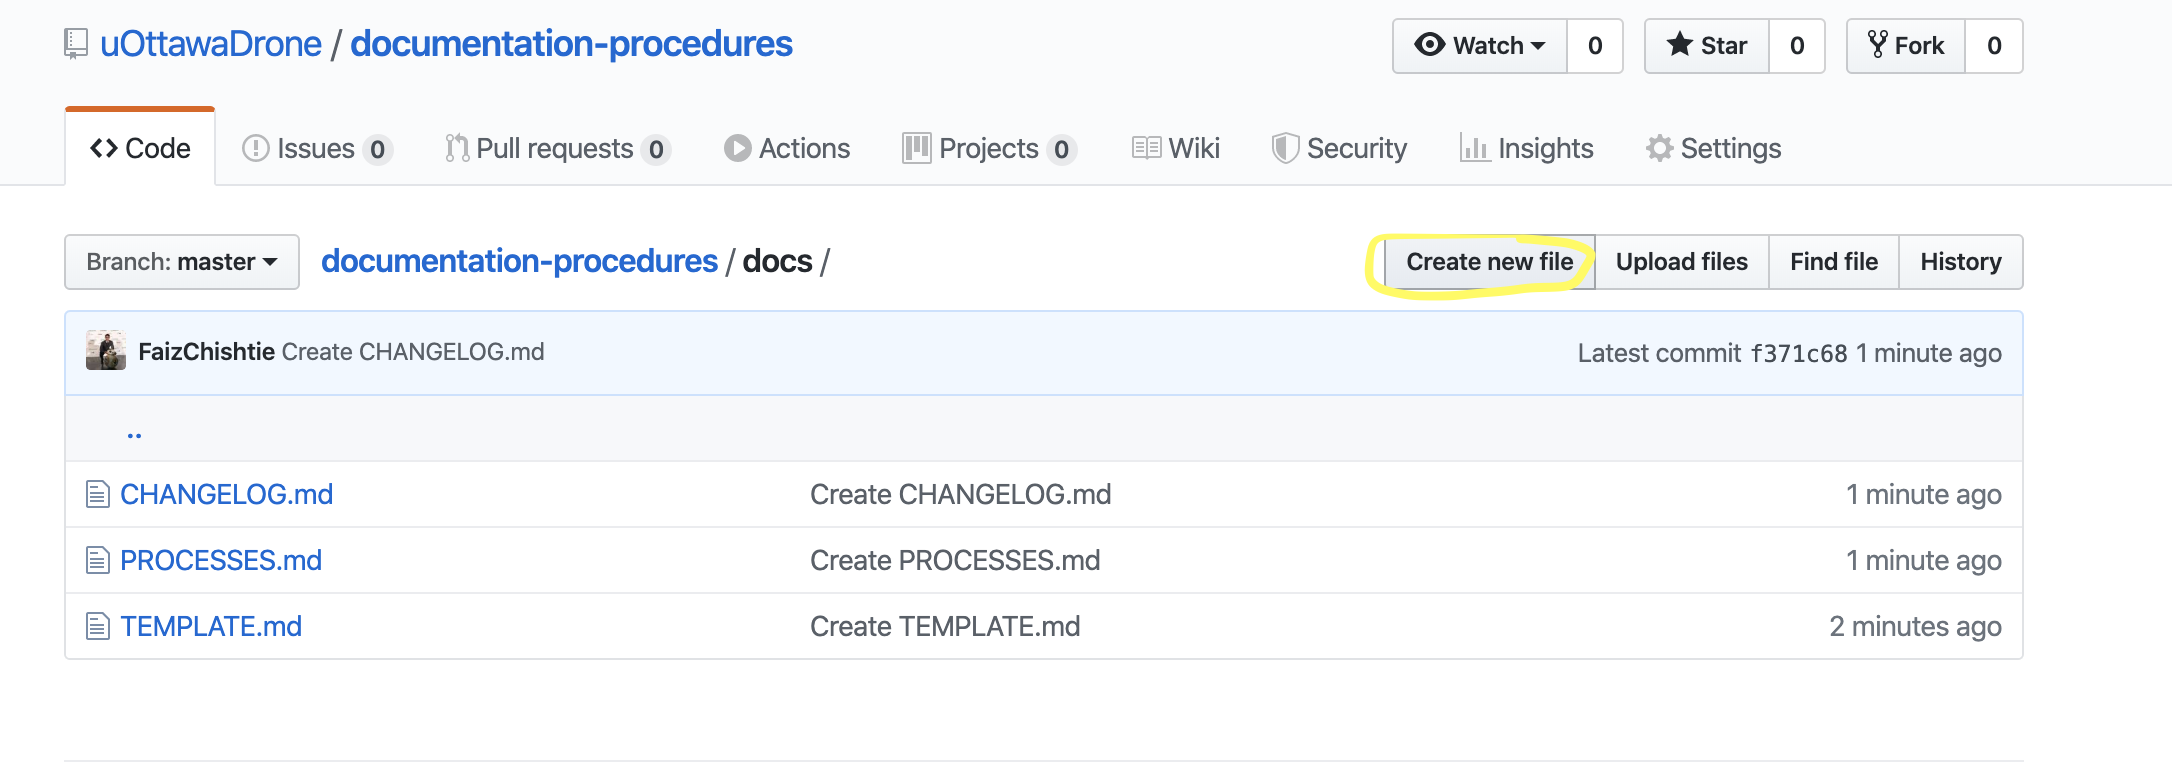 uOttawaDrone / documentation-procedures
Watch 0 Star 0 Fork 0
Code Issues 0 Pull requests 0 Actions Projects 0 Wiki Security Insights Settings
Branch: master documentation-procedures / docs / Create new file Upload files Find file History
FaizChishtie Create CHANGELOG.md Latest commit f371c68 1 minute ago
..
CHANGELOG.md Create CHANGELOG.md 1 minute ago
PROCESSES.md Create PROCESSES.md 1 minute ago
TEMPLATE.md Create TEMPLATE.md 2 minutes ago